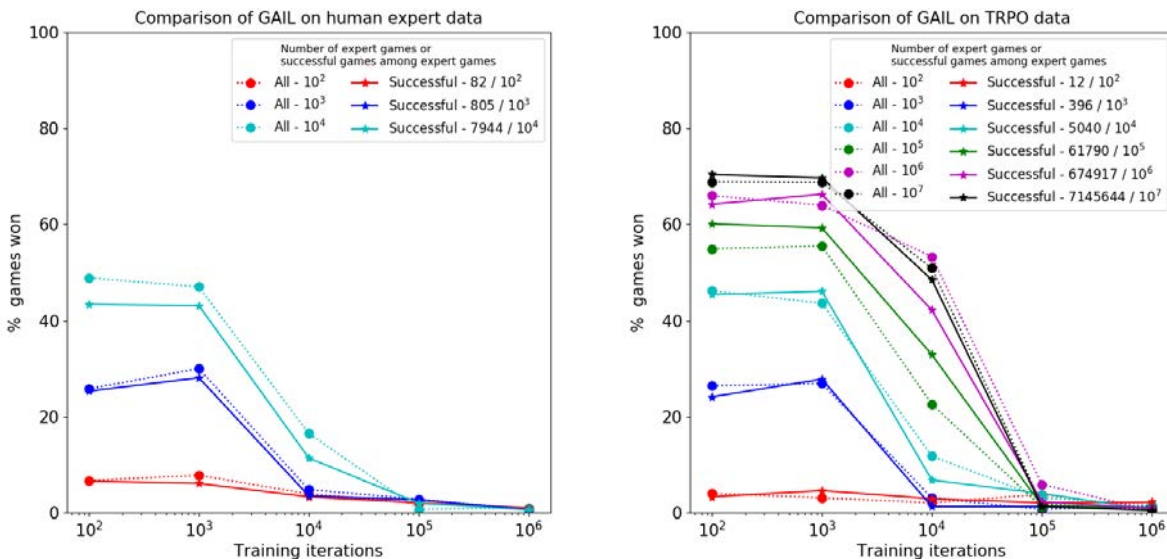 Comparison of GAIL on human expert data
100
80
60
40
20
0
% games won
Number of expert games or
successful games among expert games
All - 10²
All - 10³
All - 10⁴
Successful - 82 / 10²
Successful - 805 / 10³
Successful - 7944 / 10⁴
10² 10³ 10⁴ 10⁵ 10⁶
Training iterations
Comparison of GAIL on TRPO data
100
80
60
40
20
0
% games won
Number of expert games or
successful games among expert games
All - 10²
All - 10³
All - 10⁴
All - 10⁵
All - 10⁶
All - 10⁷
Successful - 12 / 10²
Successful - 396 / 10³
Successful - 5040 / 10⁴
Successful - 61790 / 10⁵
Successful - 674917 / 10⁶
Successful - 7145644 / 10⁷
10² 10³ 10⁴ 10⁵ 10⁶
Training iterations